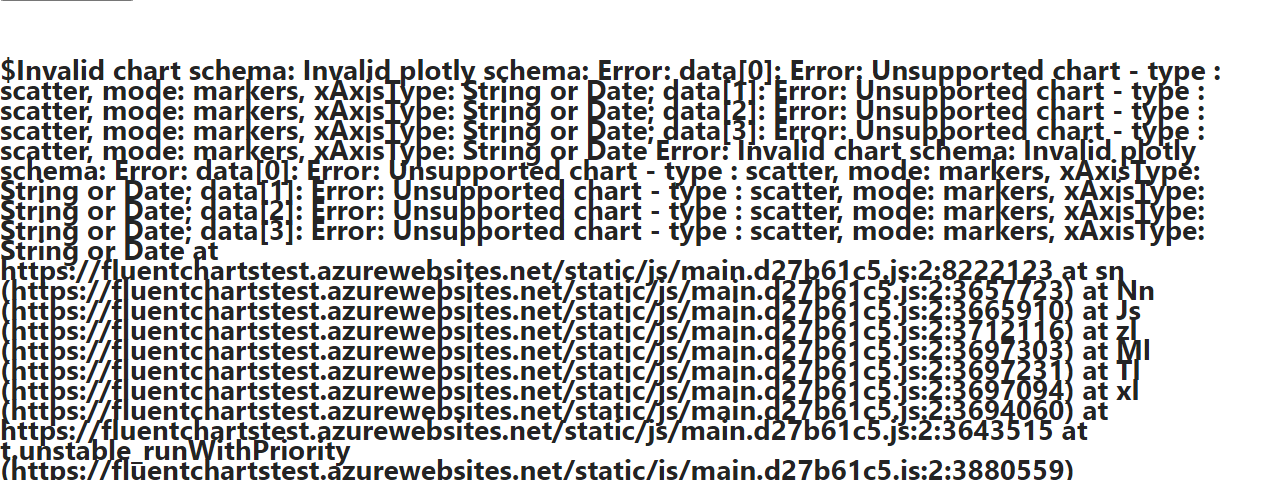 $Invalid chart schema: Invalid plotly schema: Error: data[0]: Error: Unsupported chart - type :
scatter, mode: markers, xAxisType: String or Date; data[1]: Error: Unsupported chart - type :
scatter, mode: markers, xAxisType: String or Date; data[2]: Error: Unsupported chart - type :
scatter, mode: markers, xAxisType: String or Date; data[3]: Error: Unsupported chart - type :
scatter, mode: markers, xAxisType: String or Date Error: Invalid chart schema: Invalid plotly
schema: Error: data[0]: Error: Unsupported chart - type : scatter, mode: markers, xAxisType:
String or Date; data[1]: Error: Unsupported chart - type : scatter, mode: markers, xAxisType:
String or Date; data[2]: Error: Unsupported chart - type : scatter, mode: markers, xAxisType:
String or Date; data[3]: Error: Unsupported chart - type : scatter, mode: markers, xAxisType:
String or Date at
https://fluentchartstest.azurewebsites.net/static/js/main.d27b61c5.js:2:8222123 at sn
(https://fluentchartstest.azurewebsites.net/static/js/main.d27b61c5.js:2:3657723) at Nn
(https://fluentchartstest.azurewebsites.net/static/js/main.d27b61c5.js:2:3665910) at Js
(https://fluentchartstest.azurewebsites.net/static/js/main.d27b61c5.js:2:3712116) at zl
(https://fluentchartstest.azurewebsites.net/static/js/main.d27b61c5.js:2:3697303) at Ml
(https://fluentchartstest.azurewebsites.net/static/js/main.d27b61c5.js:2:3697231) at Tl
(https://fluentchartstest.azurewebsites.net/static/js/main.d27b61c5.js:2:3697094) at xl
(https://fluentchartstest.azurewebsites.net/static/js/main.d27b61c5.js:2:3694060) at
https://fluentchartstest.azurewebsites.net/static/js/main.d27b61c5.js:2:3643515 at
t.unstable_runWithPriority
(https://fluentchartstest.azurewebsites.net/static/js/main.d27b61c5.js:2:3880559)